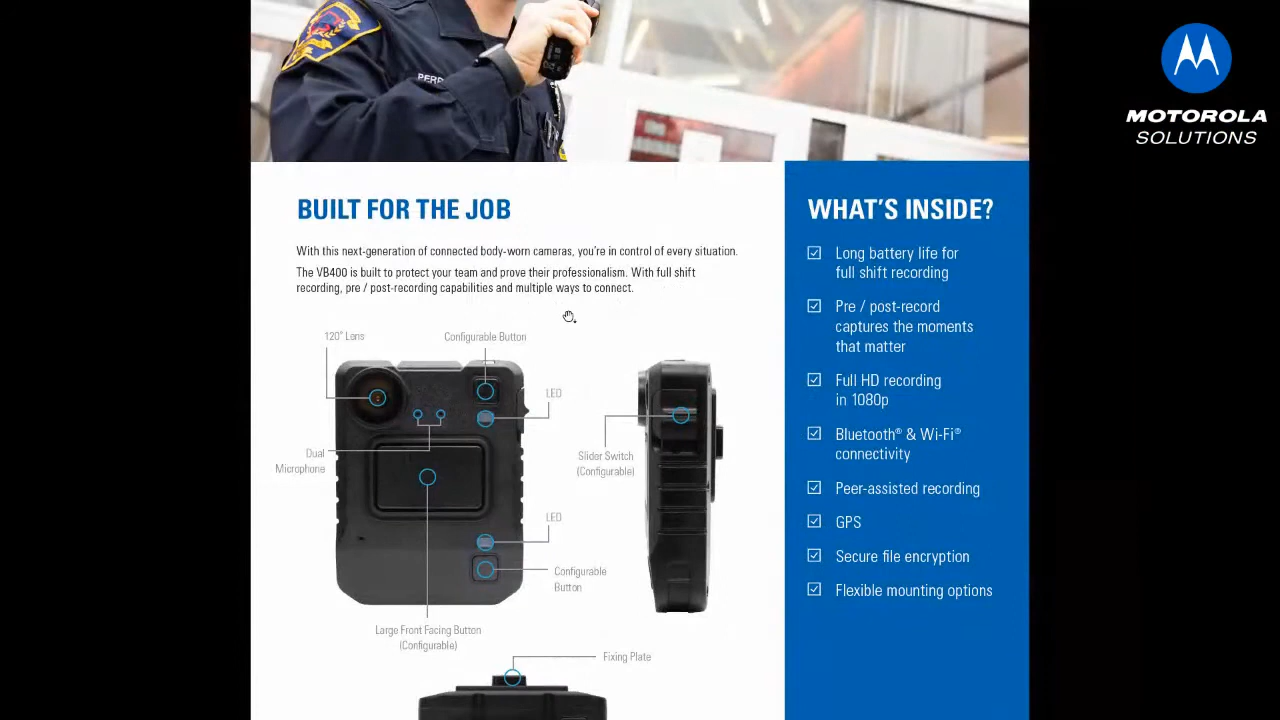 PERR
MOTOROLA
SOLUTIONS
BUILT FOR THE JOB
With this next-generation of connected body-worn cameras, you're in control of every situation.
The VB400 is built to protect your team and prove their professionalism. With full shift
recording, pre / post-recording capabilities and multiple ways to connect.
120° Lens
Configurable Button
LED
Dual
Microphone
Slider Switch
(Configurable)
LED
Configurable
Button
Large Front Facing Button
(Configurable)
Fixing Plate
WHAT'S INSIDE?
Long battery life for
full shift recording
Pre / post-record
captures the moments
that matter
Full HD recording
in 1080p
Bluetooth® & Wi-Fi®
connectivity
Peer-assisted recording
GPS
Secure file encryption
Flexible mounting options